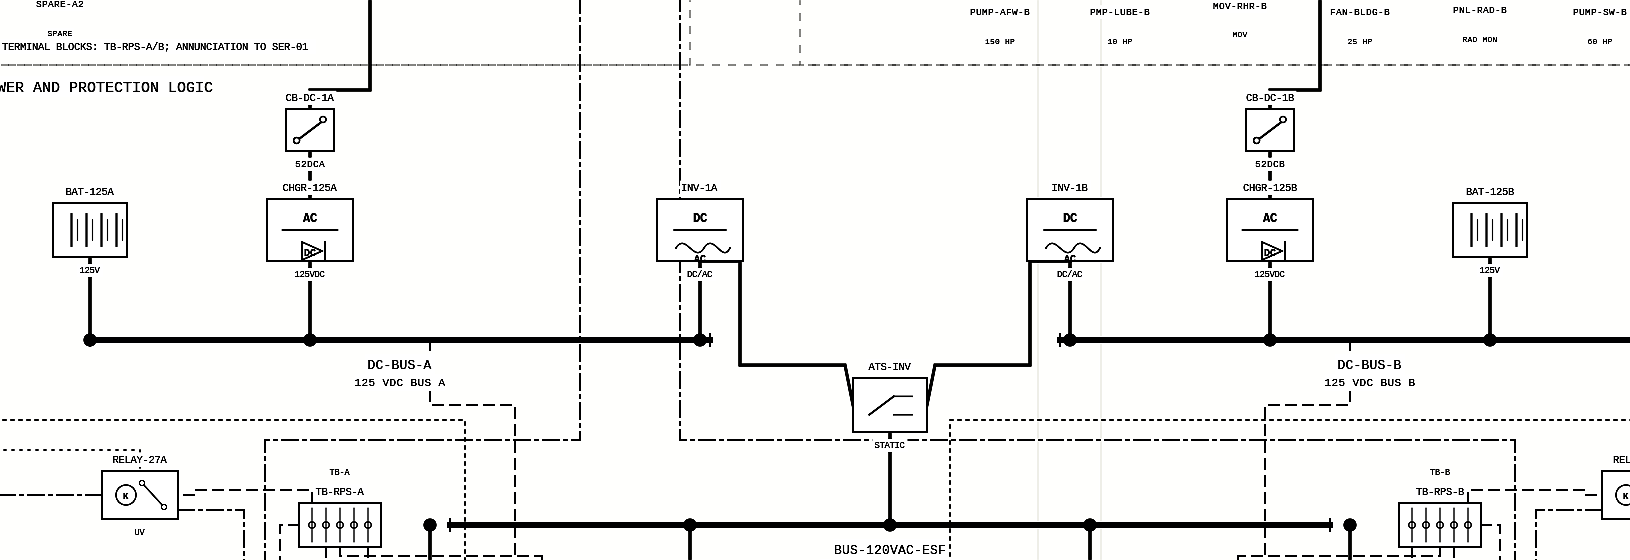 SPARE-A2
PUMP-AFW-B
PMP-LUBE-B
MOV-RHR-B
FAN-BLDG-B
PNL-RAD-B
PUMP-SW-B
SPARE
150 HP
10 HP
MOV
25 HP
RAD MON
60 HP
TERMINAL BLOCKS: TB-RPS-A/B; ANNUNCIATION TO SER-01
WER AND PROTECTION LOGIC
CB-DC-1A
CB-DC-1B
52DCA
52DCB
BAT-125A
CHGR-125A
INV-1A
INV-1B
CHGR-125B
BAT-125B
AC
DC
DC
AC
DC
AC
AC
DC
125V
125VDC
DC/AC
DC/AC
125VDC
125V
DC-BUS-A
125 VDC BUS A
ATS-INV
DC-BUS-B
125 VDC BUS B
STATIC
RELAY-27A
TB-A
TB-RPS-A
TB-B
TB-RPS-B
REL
K
K
UV
BUS-120VAC-ESF